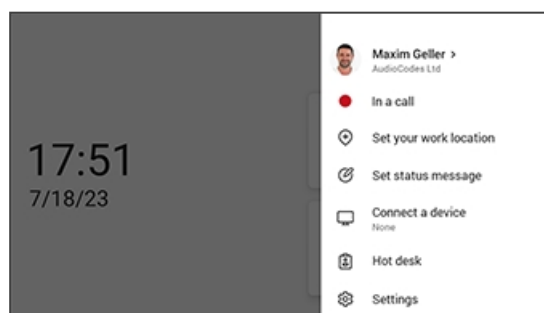 17:51
7/18/23
Maxim Geller >
AudioCodes Ltd
In a call
Set your work location
Set status message
Connect a device
None
Hot desk
Settings